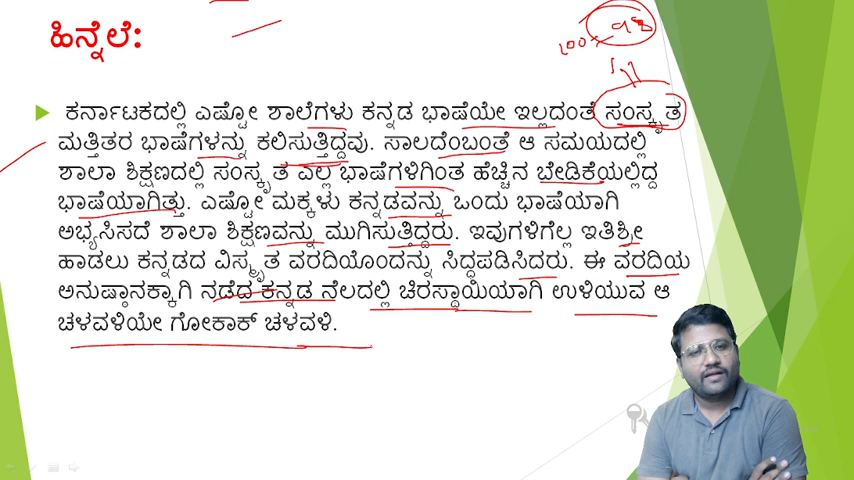 ಹಿನ್ನೆಲೆ:
98
100
ಕರ್ನಾಟಕದಲ್ಲಿ ಎಷ್ಟೋ ಶಾಲೆಗಳು ಕನ್ನಡ ಭಾಷೆಯೇ ಇಲ್ಲದಂತೆ ಸಂಸ್ಕೃತ
ಮತ್ತಿತರ ಭಾಷೆಗಳನ್ನು ಕಲಿಸುತ್ತಿದ್ದವು. ಸಾಲದೆಂಬಂತೆ ಆ ಸಮಯದಲ್ಲಿ
ಶಾಲಾ ಶಿಕ್ಷಣದಲ್ಲಿ ಸಂಸ್ಕೃತ ಎಲ್ಲ ಭಾಷೆಗಳಿಗಿಂತ ಹೆಚ್ಚಿನ ಬೇಡಿಕೆಯಲ್ಲಿದ್ದ
ಭಾಷೆಯಾಗಿತ್ತು. ಎಷ್ಟೋ ಮಕ್ಕಳು ಕನ್ನಡವನ್ನು ಒಂದು ಭಾಷೆಯಾಗಿ
ಅಭ್ಯಸಿಸದೆ ಶಾಲಾ ಶಿಕ್ಷಣವನ್ನು ಮುಗಿಸುತ್ತಿದ್ದರು. ಇವುಗಳಿಗೆಲ್ಲ ಇತಿಶ್ರೀ
ಹಾಡಲು ಕನ್ನಡದ ವಿಸ್ತೃತ ವರದಿಯೊಂದನ್ನು ಸಿದ್ಧಪಡಿಸಿದರು. ಈ ವರದಿಯ
ಅನುಷ್ಠಾನಕ್ಕಾಗಿ ನಡೆದ ಕನ್ನಡ ನೆಲದಲ್ಲಿ ಚಿರಸ್ಥಾಯಿಯಾಗಿ ಉಳಿಯುವ ಆ
ಚಳವಳಿಯೇ ಗೋಕಾಕ್ ಚಳವಳಿ.